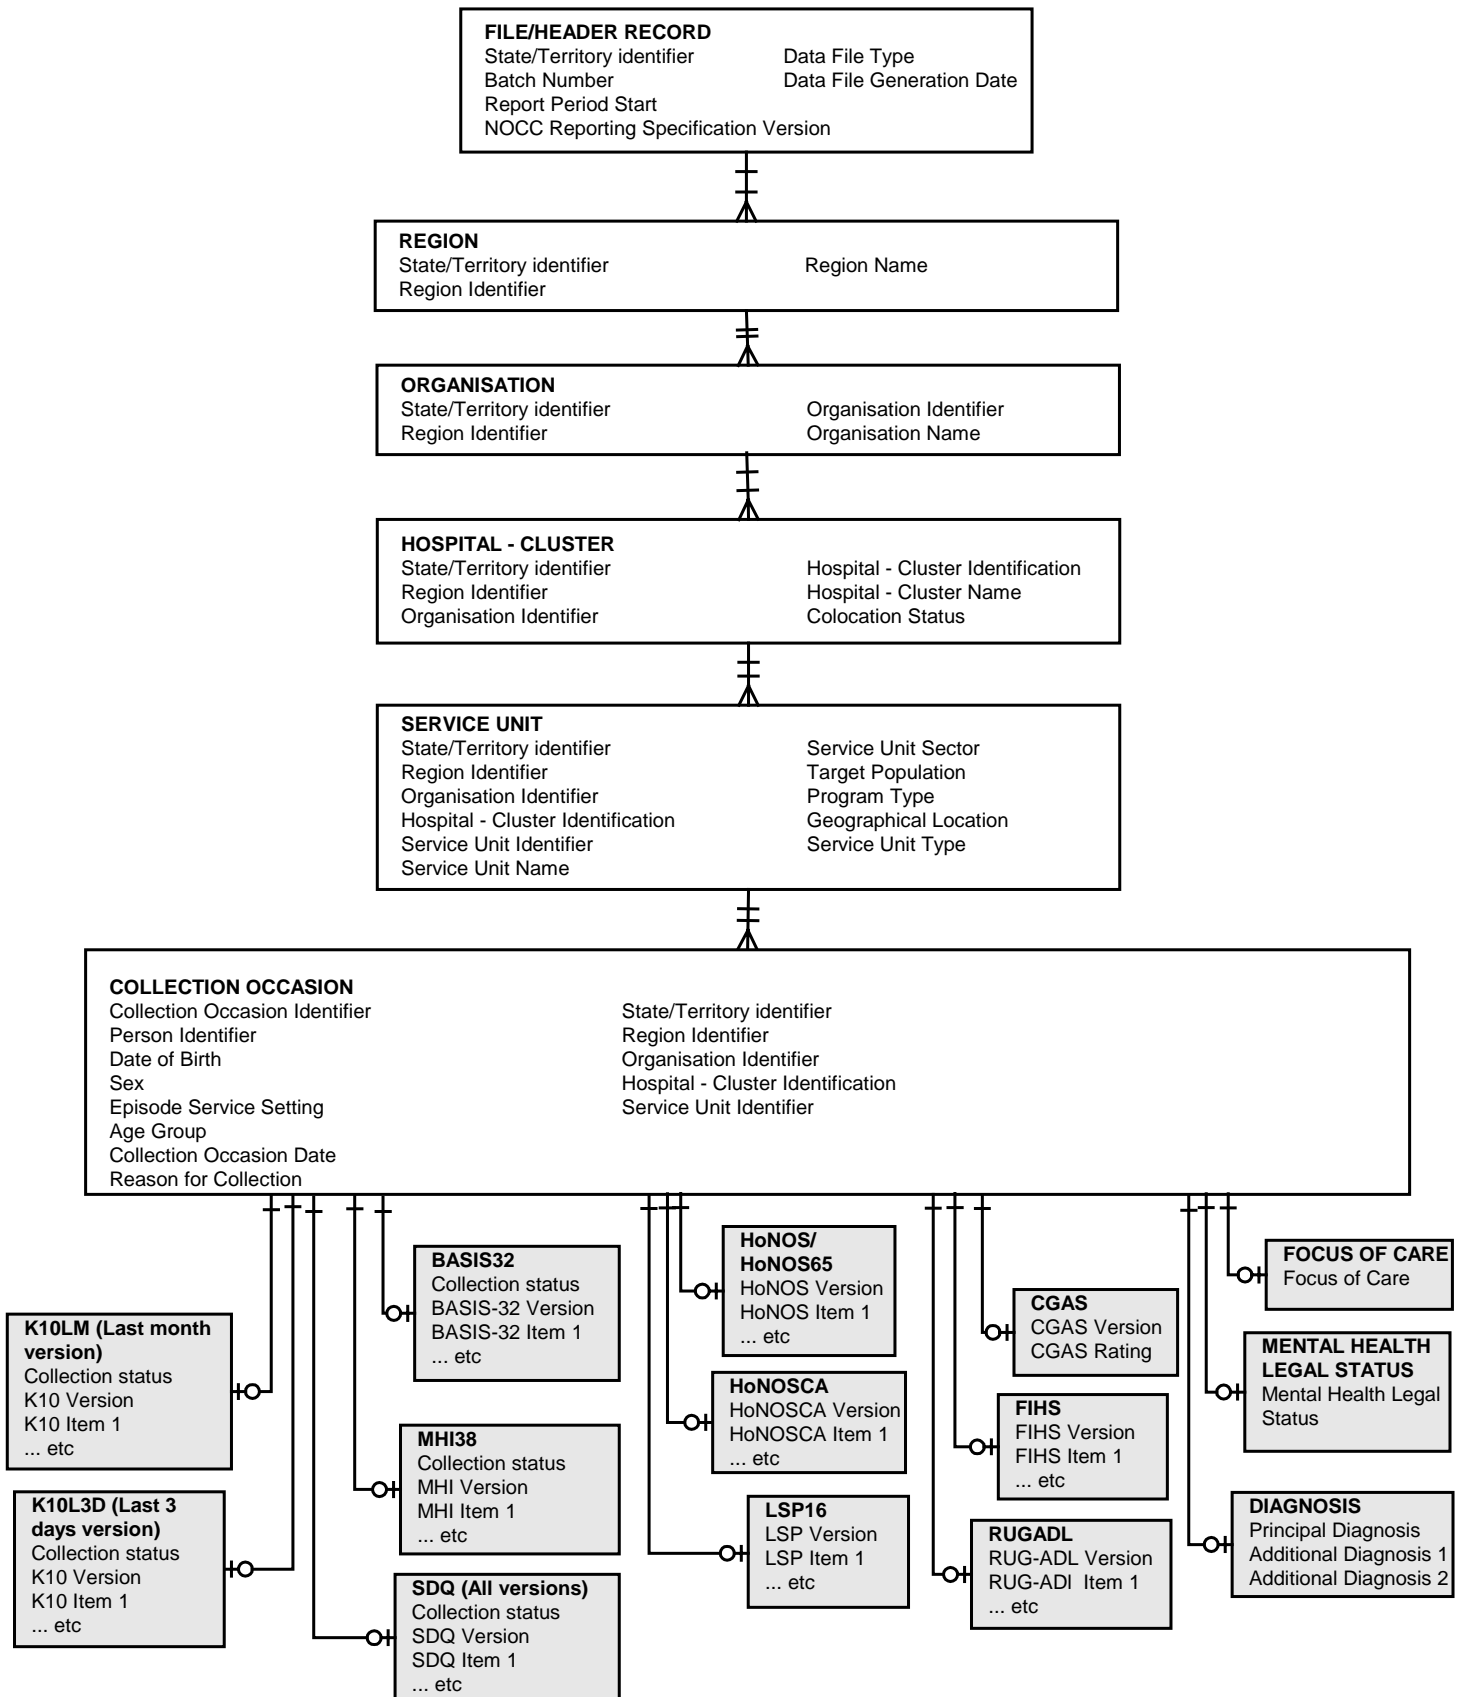 FILE/HEADER RECORD
State/Territory identifier Data File Type
Batch Number Data File Generation Date
Report Period Start
NOCC Reporting Specification Version
REGION
State/Territory identifier Region Name
Region Identifier
ORGANISATION
State/Territory identifier Organisation Identifier
Region Identifier Organisation Name
HOSPITAL - CLUSTER
State/Territory identifier Hospital - Cluster Identification
Region Identifier Hospital - Cluster Name
Organisation Identifier Colocation Status
SERVICE UNIT
State/Territory identifier Service Unit Sector
Region Identifier Target Population
Organisation Identifier Program Type
Hospital - Cluster Identification Geographical Location
Service Unit Identifier Service Unit Type
Service Unit Name
COLLECTION OCCASION
Collection Occasion Identifier State/Territory identifier
Person Identifier Region Identifier
Date of Birth Organisation Identifier
Sex Hospital - Cluster Identification
Episode Service Setting Service Unit Identifier
Age Group
Collection Occasion Date
Reason for Collection
K10LM (Last month
version)
Collection status
K10 Version
K10 Item 1
... etc
K10L3D (Last 3
days version)
Collection status
K10 Version
K10 Item 1
... etc
BASIS32
Collection status
BASIS-32 Version
BASIS-32 Item 1
... etc
MHI38
Collection status
MHI Version
MHI Item 1
... etc
SDQ (All versions)
Collection status
SDQ Version
SDQ Item 1
... etc
HoNOS/
HoNOS65
HoNOS Version
HoNOS Item 1
... etc
HoNOSCA
HoNOSCA Version
HoNOSCA Item 1
... etc
LSP16
LSP Version
LSP Item 1
... etc
CGAS
CGAS Version
CGAS Rating
FIHS
FIHS Version
FIHS Item 1
... etc
RUGADL
RUG-ADL Version
RUG-ADl Item 1
... etc
FOCUS OF CARE
Focus of Care
MENTAL HEALTH
LEGAL STATUS
Mental Health Legal
Status
DIAGNOSIS
Principal Diagnosis
Additional Diagnosis 1
Additional Diagnosis 2